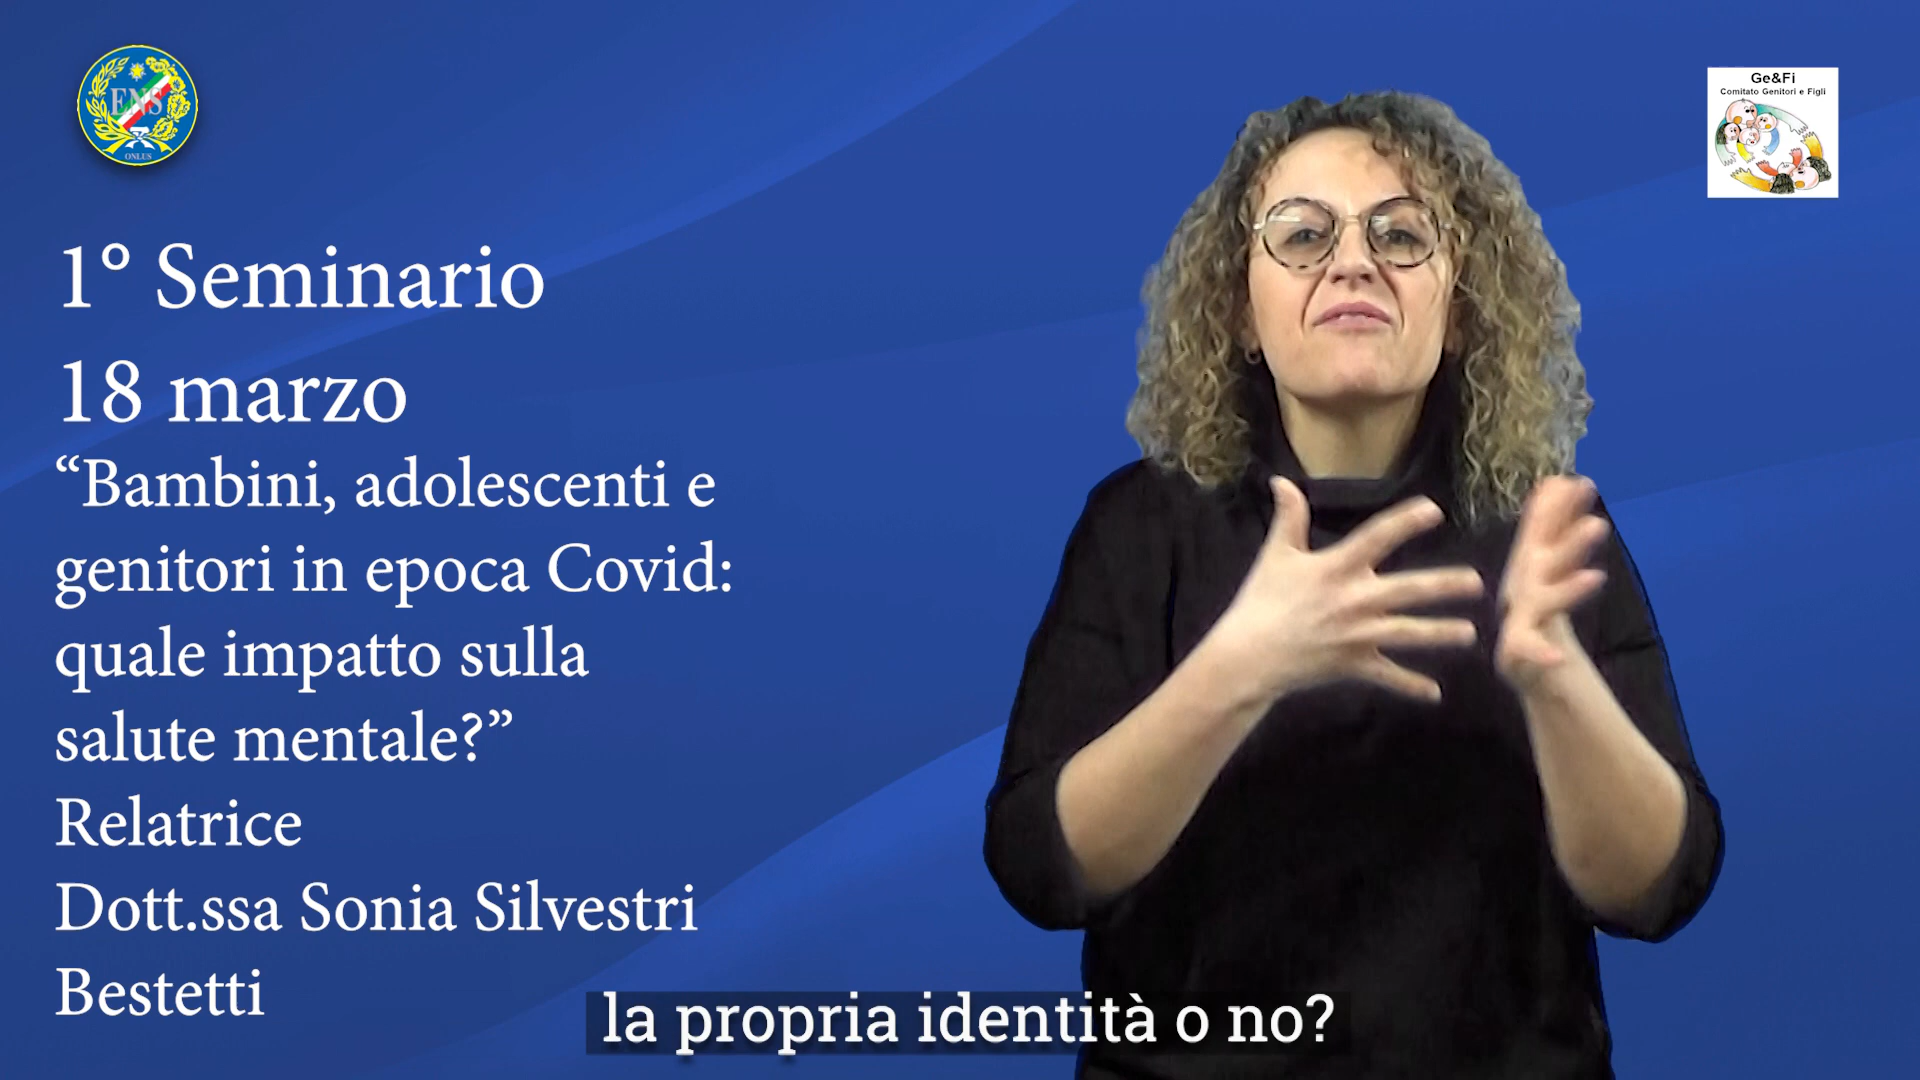 ENS
ONLUS
Ge&Fi
Comitato Genitori e Figli
1° Seminario
18 marzo
“Bambini, adolescenti e
genitori in epoca Covid:
quale impatto sulla
salute mentale?”
Relatrice
Dott.ssa Sonia Silvestri
Bestetti
la propria identità o no?